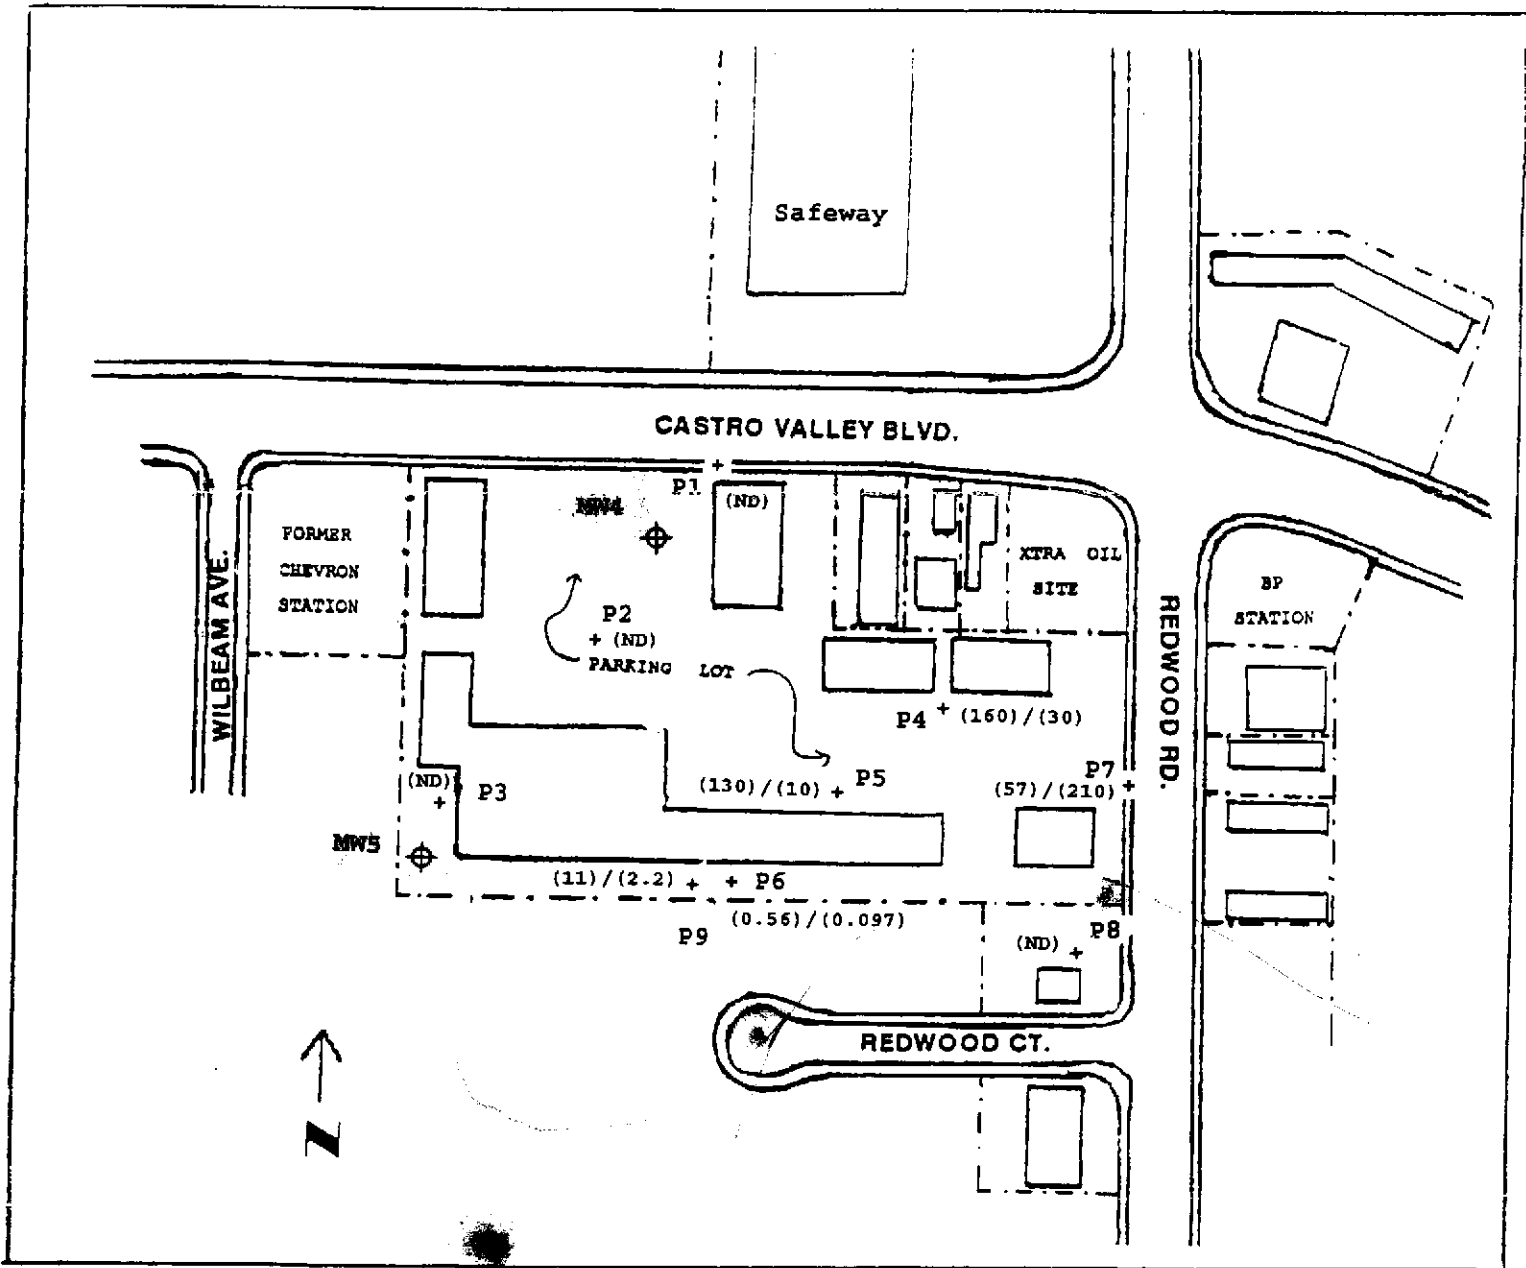 Safeway
CASTRO VALLEY BLVD.
P1
(ND)
MW4
FORMER
CHEVRON
STATION
XTRA OIL
SITE
BP
STATION
WILBEAM AVE.
REDWOOD RD.
P2
+ (ND)
PARKING LOT
P4 + (160)/(30)
(ND)
+ P3
(130)/(10) + P5
P7
(57)/(210) +
MW5
(11)/(2.2) + + P6
(0.56)/(0.097)
P9
P8
(ND) +
REDWOOD CT.
N